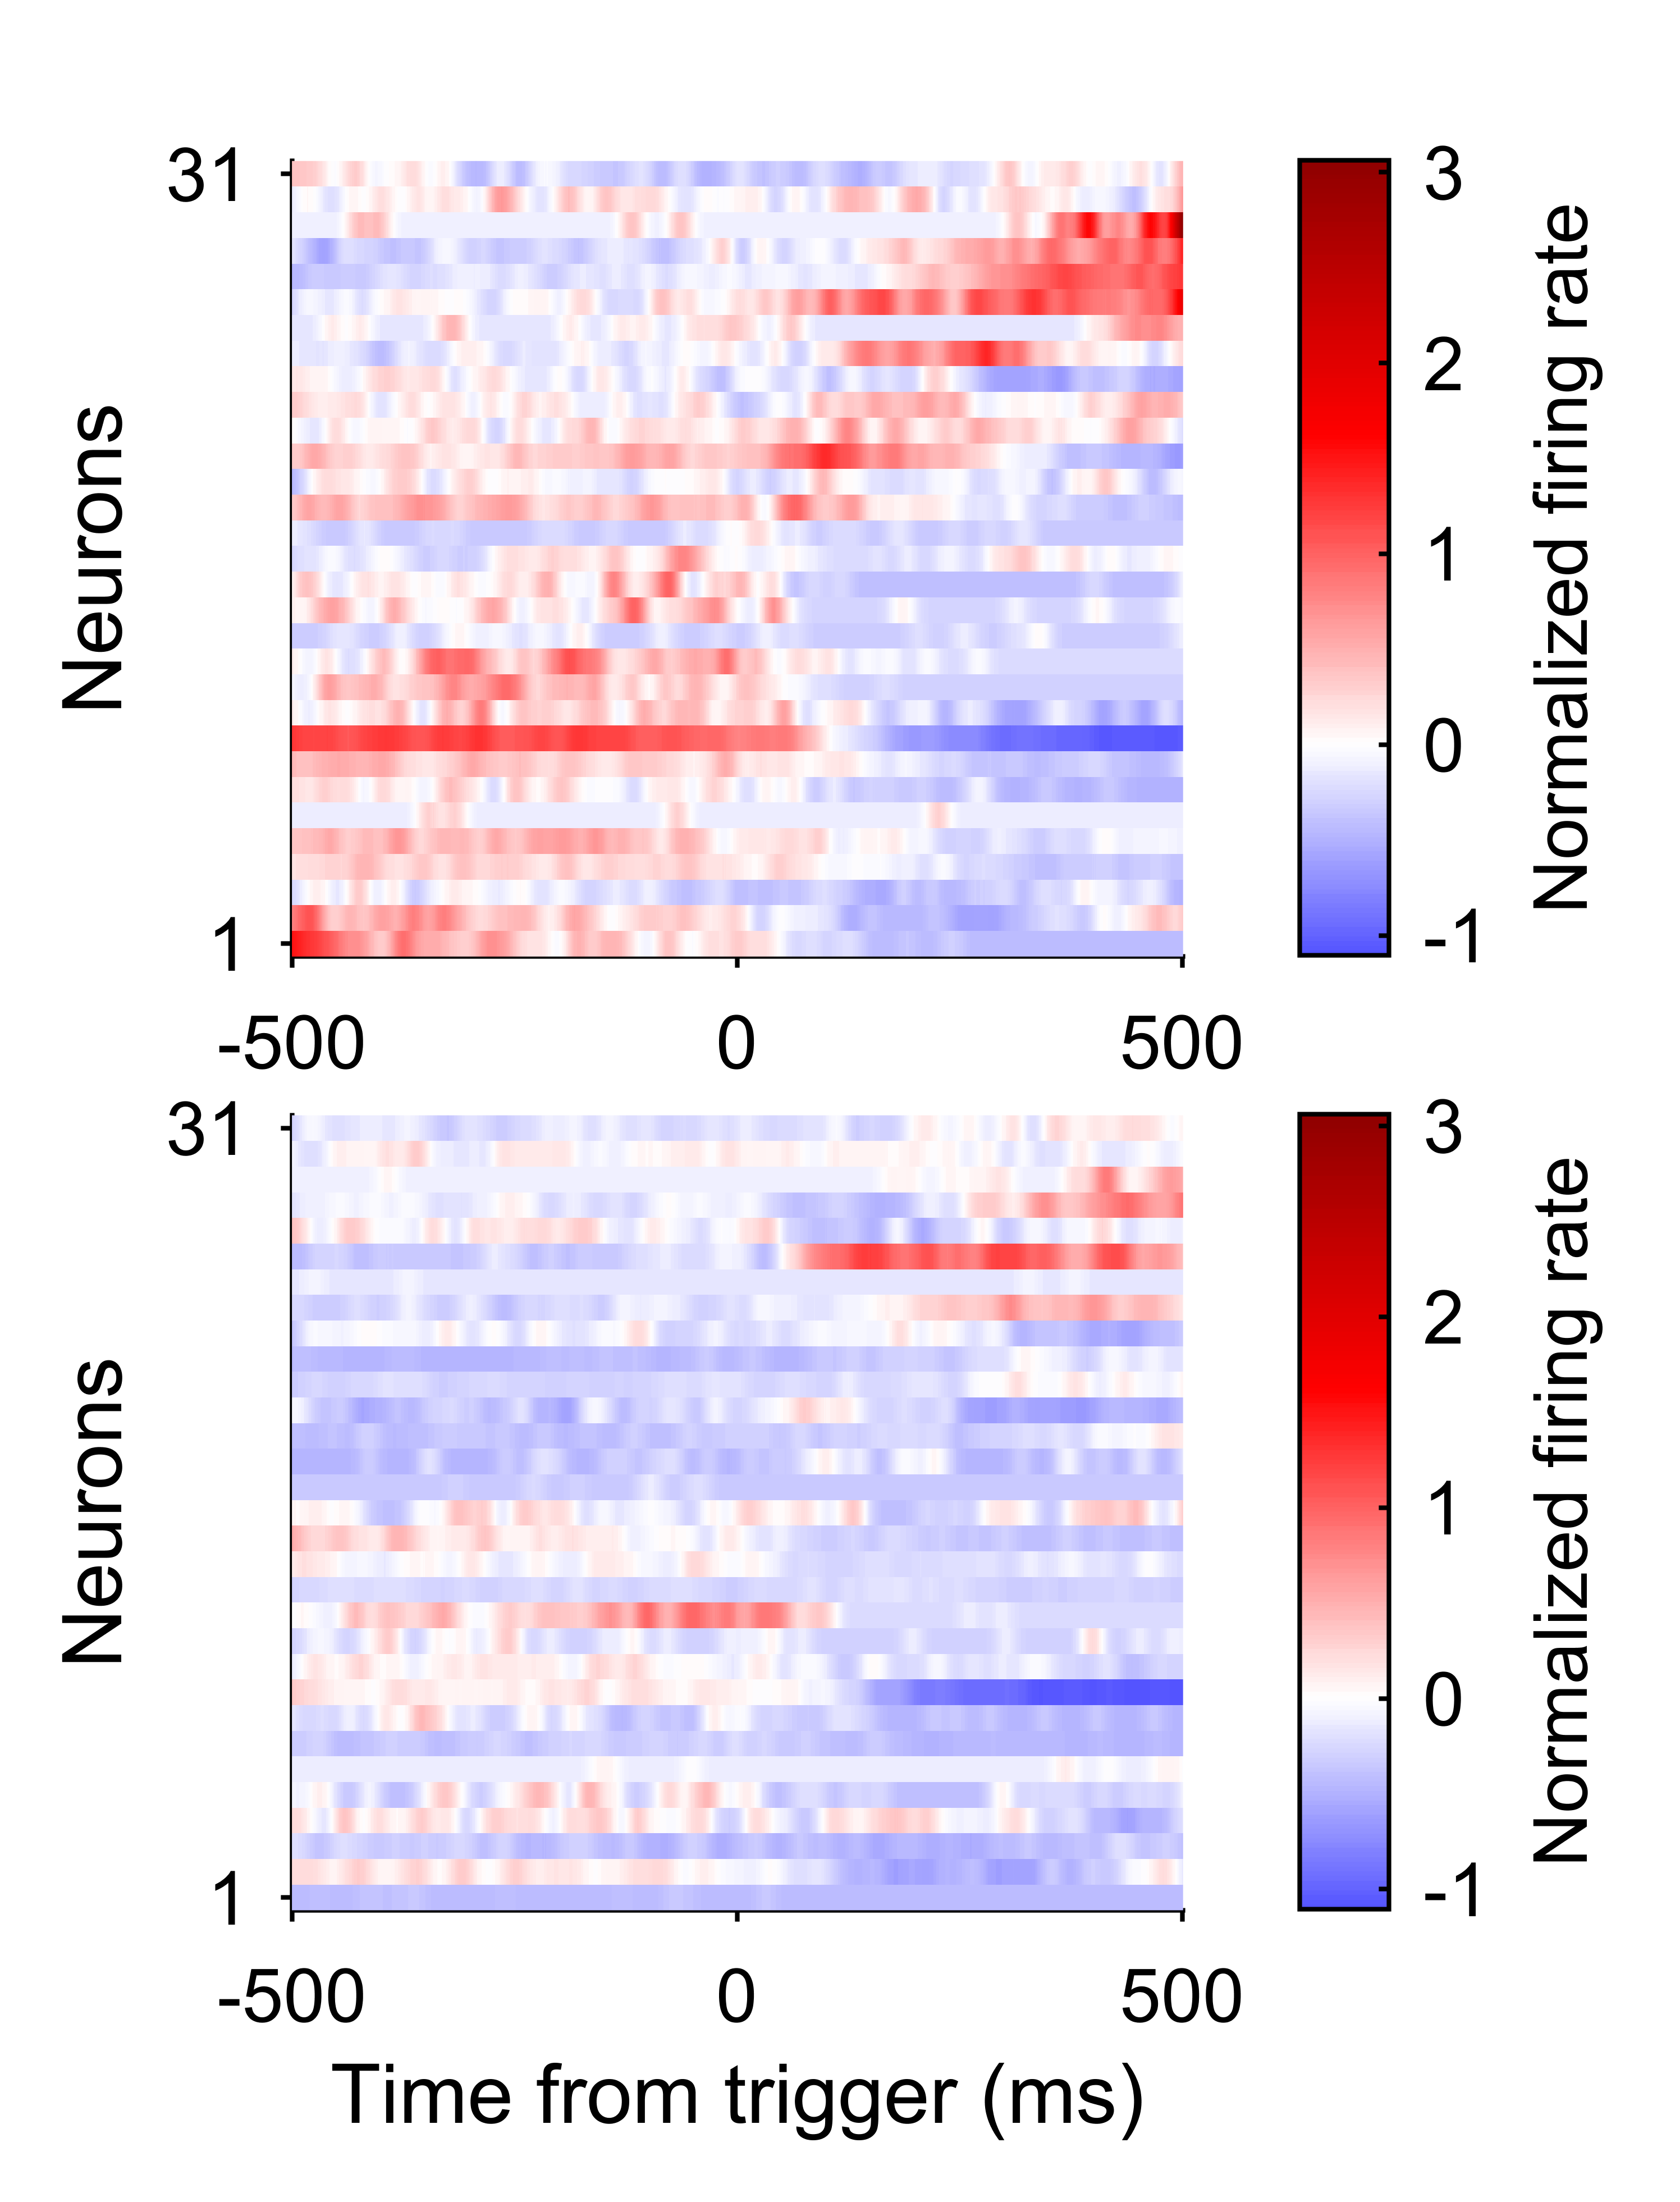 31
Neurons
1
-500 0 500
3
2
1
0
-1
Normalized firing rate
31
Neurons
1
-500 0 500
Time from trigger (ms)
3
2
1
0
-1
Normalized firing rate